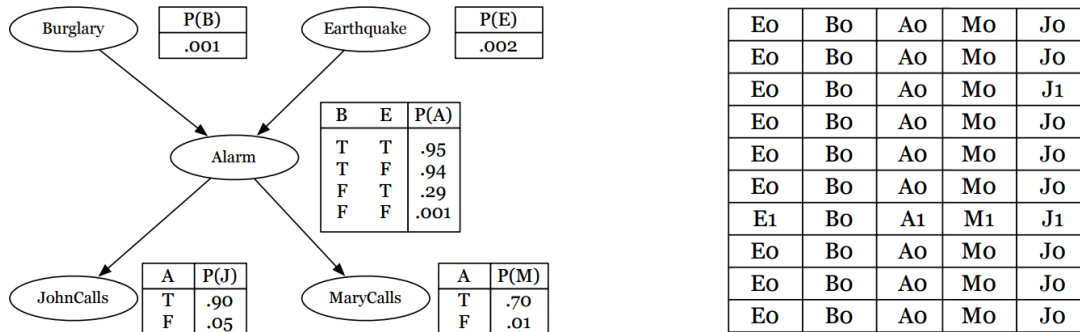 Burglary
P(B)
.001
Earthquake
P(E)
.002
B E P(A)
T T .95
T F .94
F T .29
F F .001
Alarm
JohnCalls
A P(J)
T .90
F .05
MaryCalls
A P(M)
T .70
F .01
E0 B0 A0 M0 J0
E0 B0 A0 M0 J0
E0 B0 A0 M0 J1
E0 B0 A0 M0 J0
E0 B0 A0 M0 J0
E0 B0 A0 M0 J0
E1 B0 A1 M1 J1
E0 B0 A0 M0 J0
E0 B0 A0 M0 J0
E0 B0 A0 M0 J0